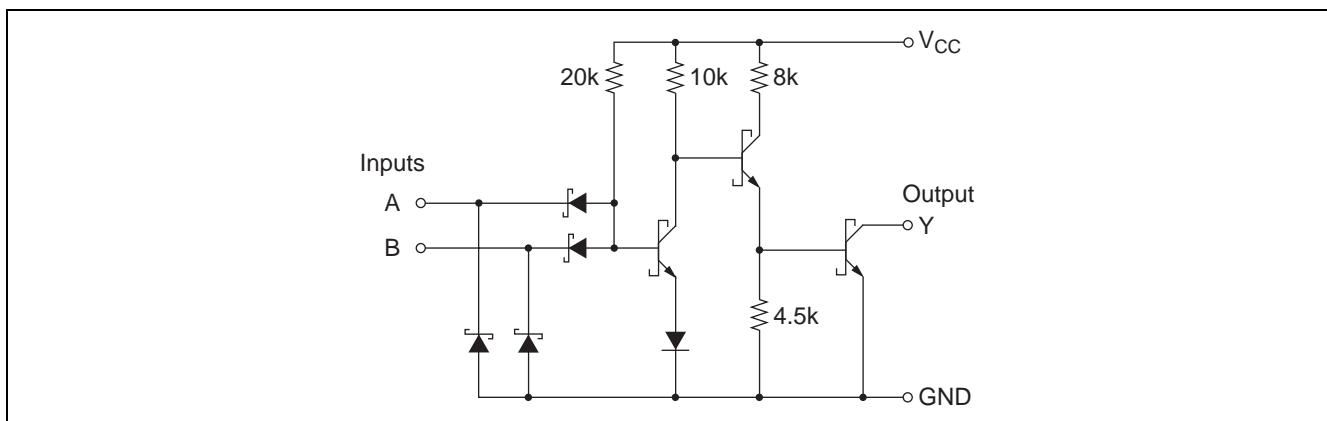 V_CC
20k
10k
8k
Inputs
A
Output
Y
B
4.5k
GND